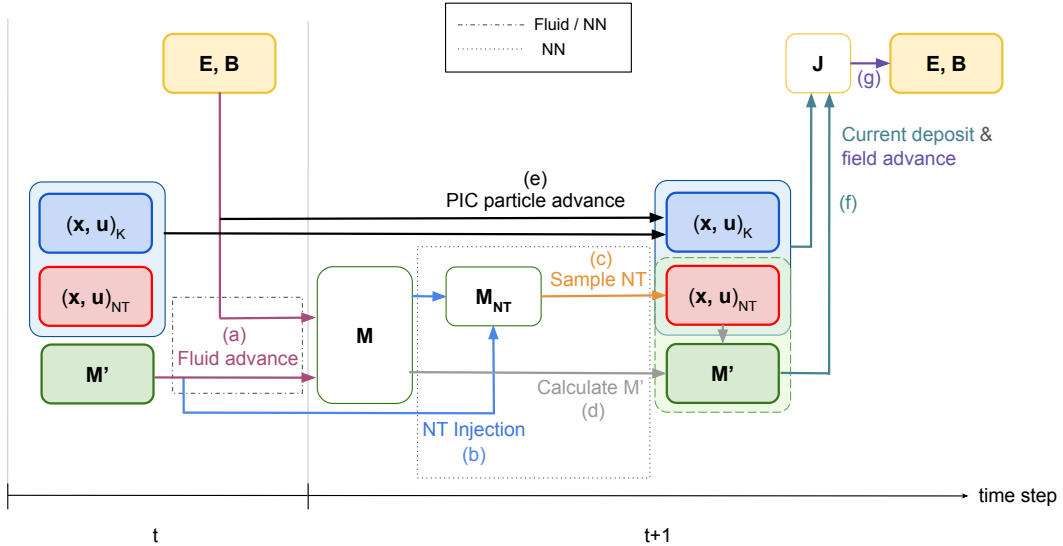 Fluid / NN
NN
E, B
J
(g)
E, B
Current deposit &
field advance
(e)
PIC particle advance
(f)
(x, u)K
(x, u)K
(x, u)NT
(c)
Sample NT
MNT
(x, u)NT
(a)
Fluid advance
M
M'
Calculate M'
(d)
M'
NT Injection
(b)
time step
t
t+1